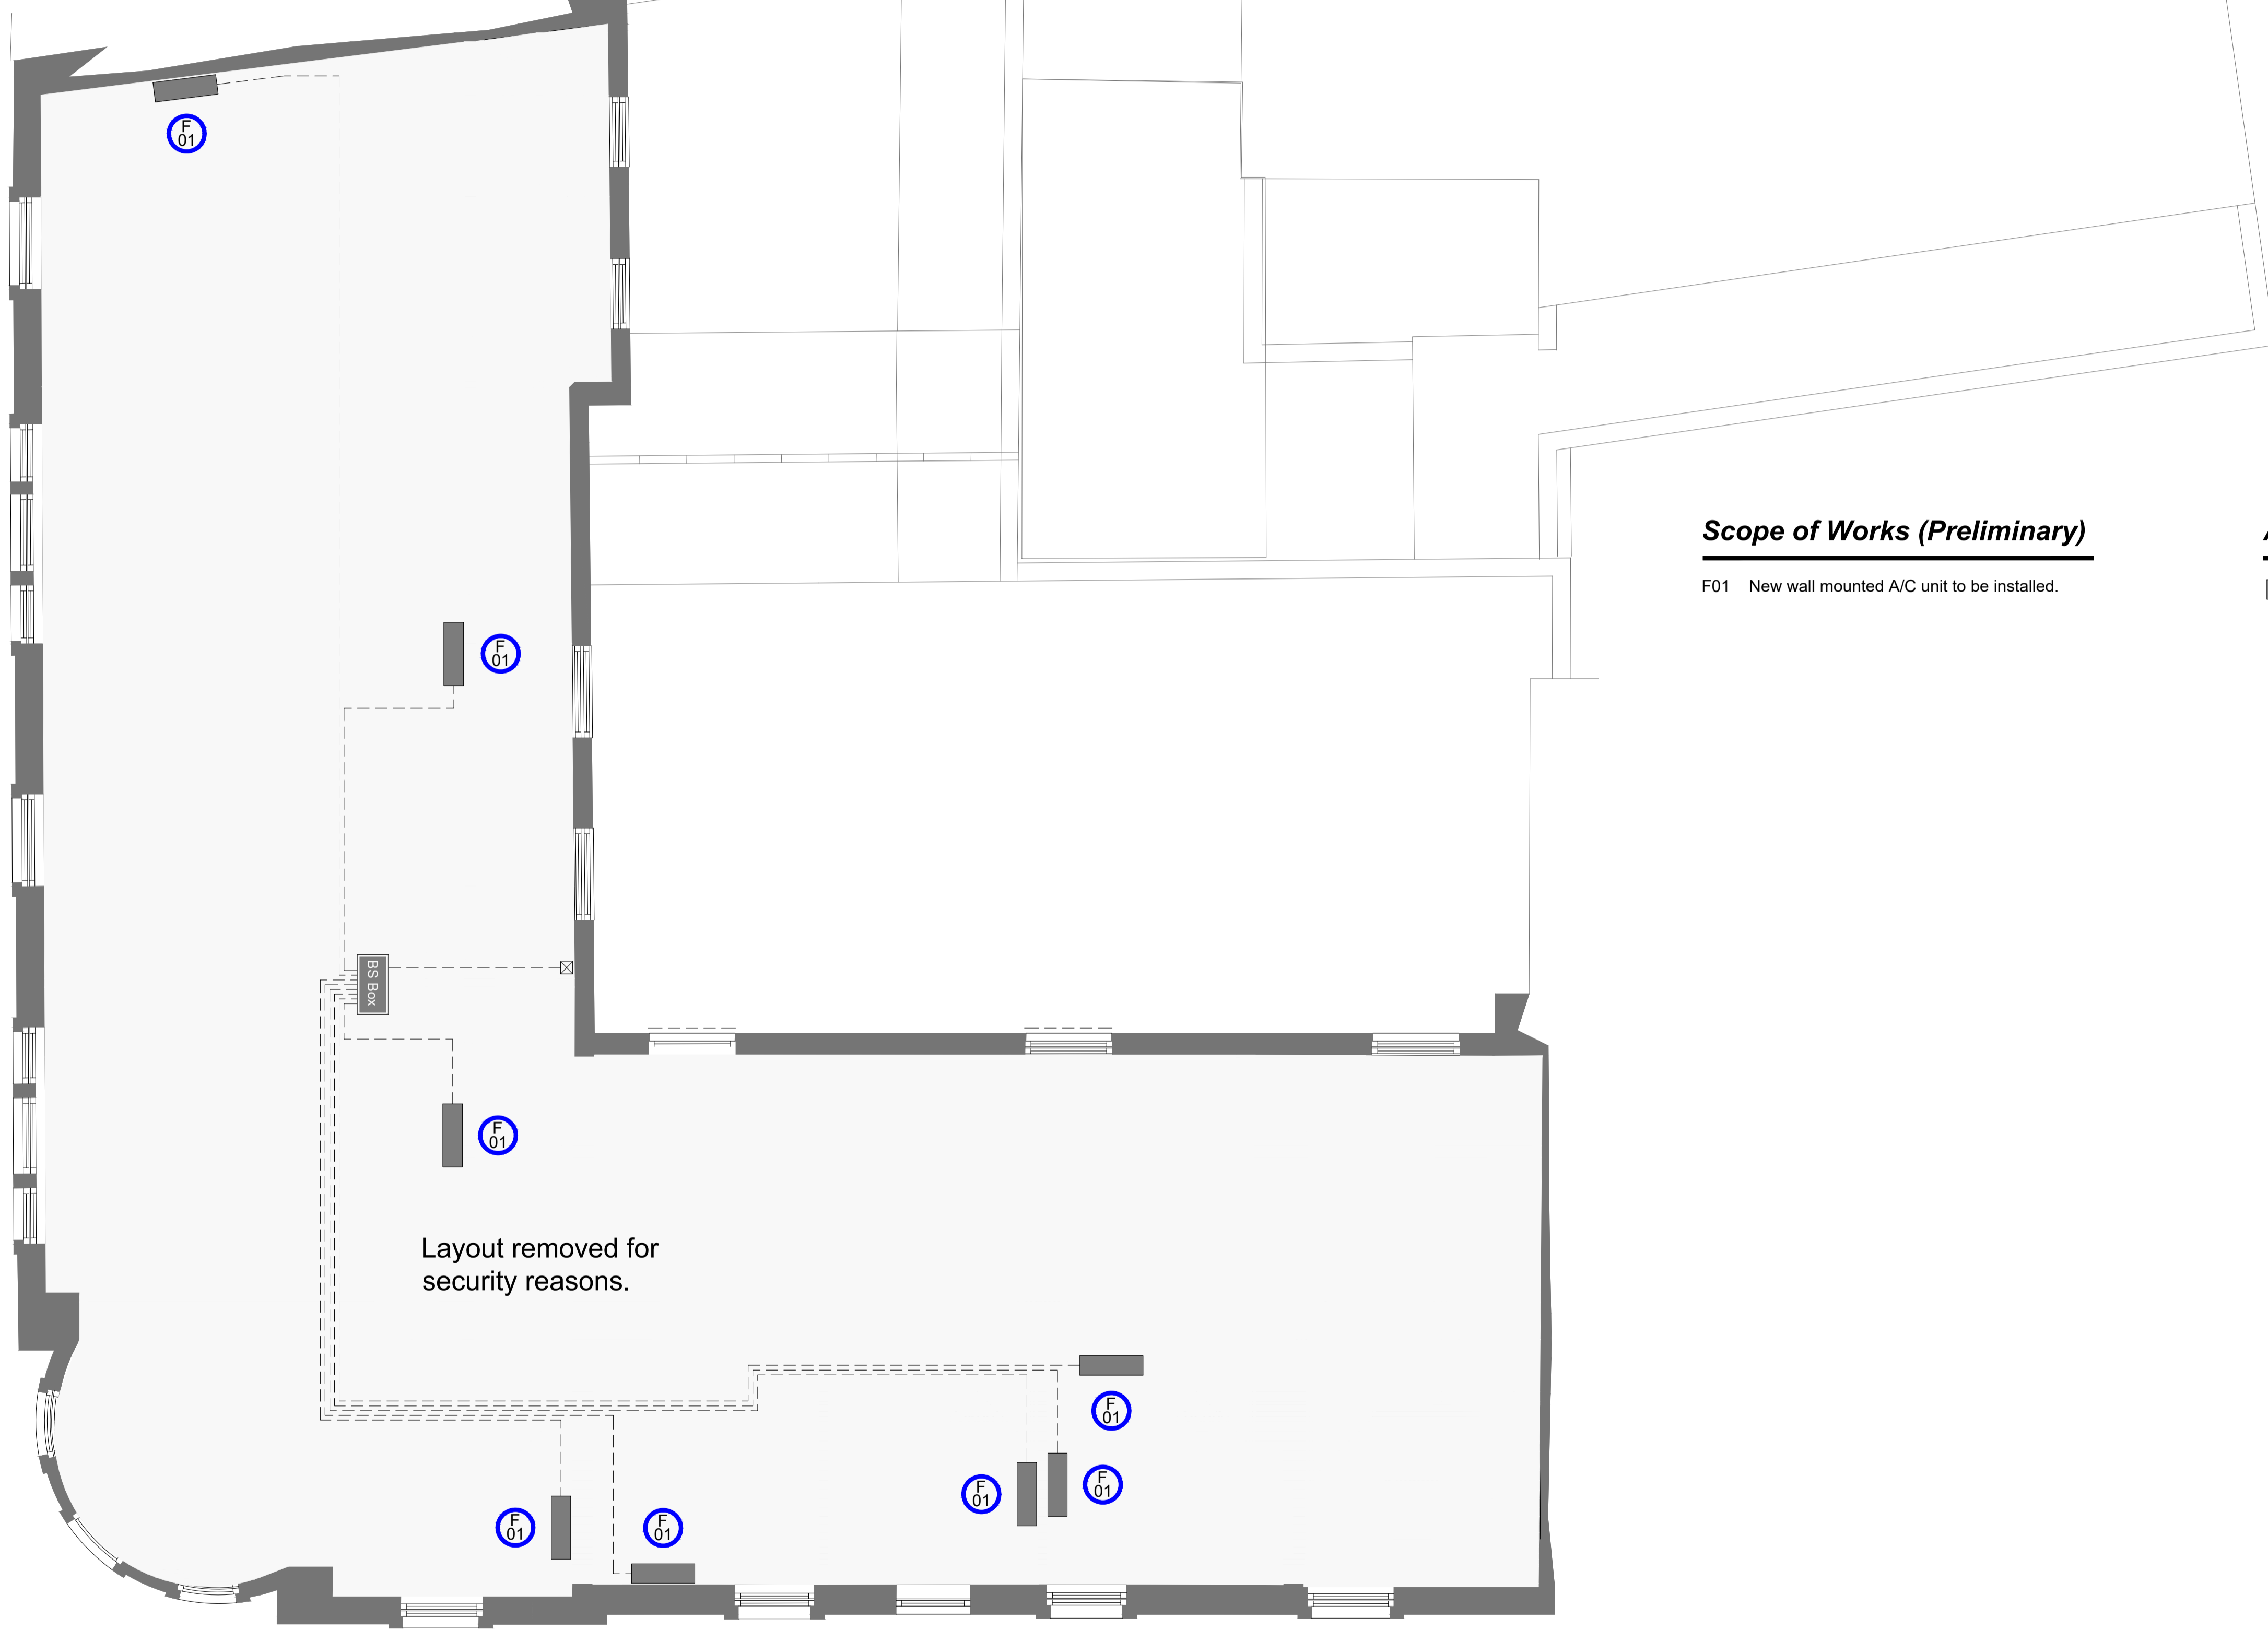 F
01
Scope of Works (Preliminary)
F01 New wall mounted A/C unit to be installed.
F
01
BS Box
F
01
Layout removed for
security reasons.
F
01
F
01
F
01
F
01
F
01